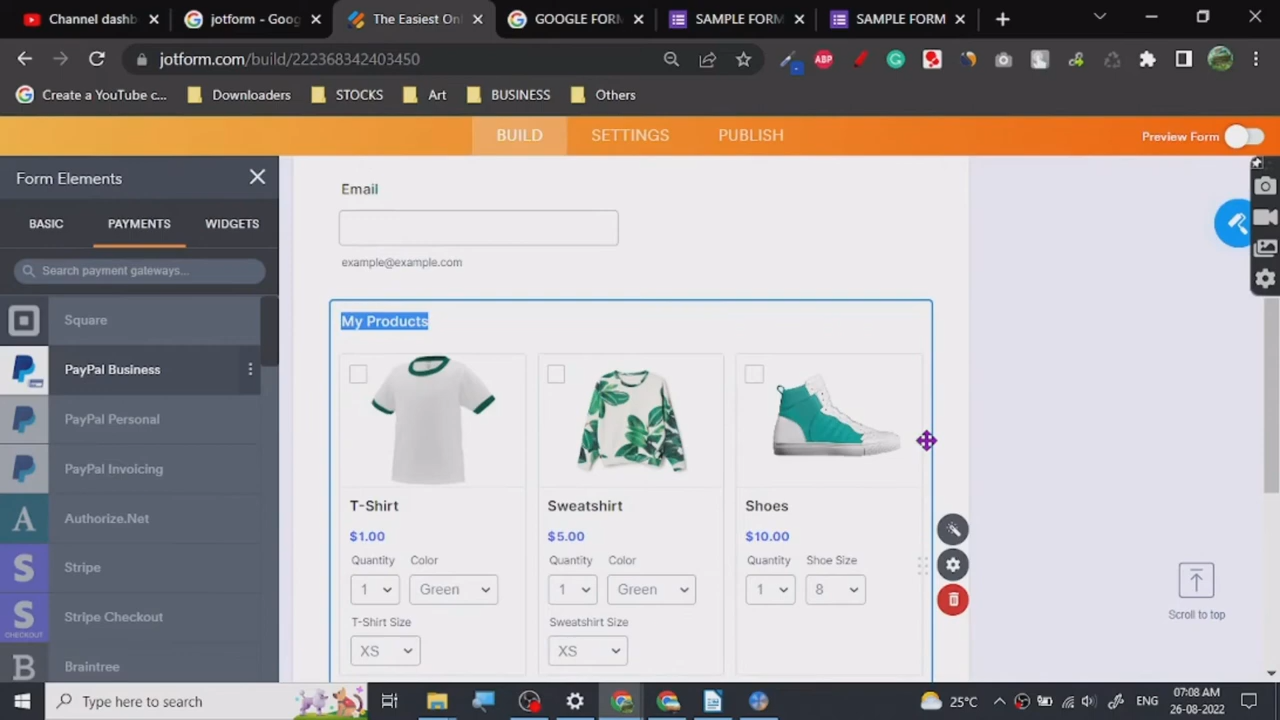 Channel dashb
jotform - Goog
The Easiest Onl
GOOGLE FORM
SAMPLE FORM
SAMPLE FORM
jotform.com/build/222368342403450
ABP
Create a YouTube c...
Downloaders
STOCKS
Art
BUSINESS
Others
BUILD
SETTINGS
PUBLISH
Preview Form
Form Elements
BASIC
PAYMENTS
WIDGETS
Search payment gateways...
Square
PayPal Business
PayPal Personal
PayPal Invoicing
A
Authorize.Net
S
Stripe
S
CHECKOUT
Stripe Checkout
B
Braintree
Email
example@example.com
My Products
T-Shirt
Sweatshirt
Shoes
$1.00
$5.00
$10.00
Quantity
Color
Quantity
Color
Quantity
Shoe Size
1
Green
1
Green
1
8
T-Shirt Size
Sweatshirt Size
XS
XS
Scroll to top
Type here to search
25°C
ENG
07:08 AM
26-08-2022